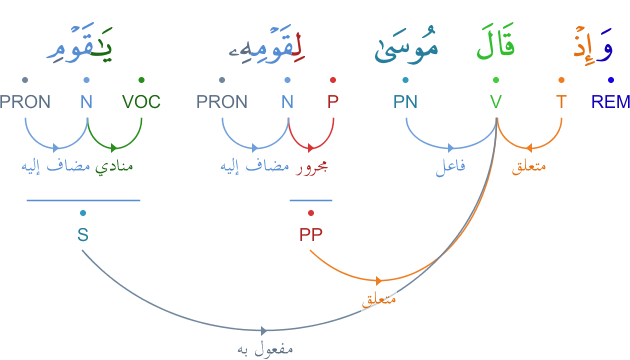 وَإِذْ قَالَ مُوسَىٰ لِقَوْمِهِۦ يَـٰقَوْمِ
PRON N VOC PRON N P PN V T REM
مضاف إليه منادي مضاف إليه مجرور فاعل متعلق
S PP
متعلق
مفعول به